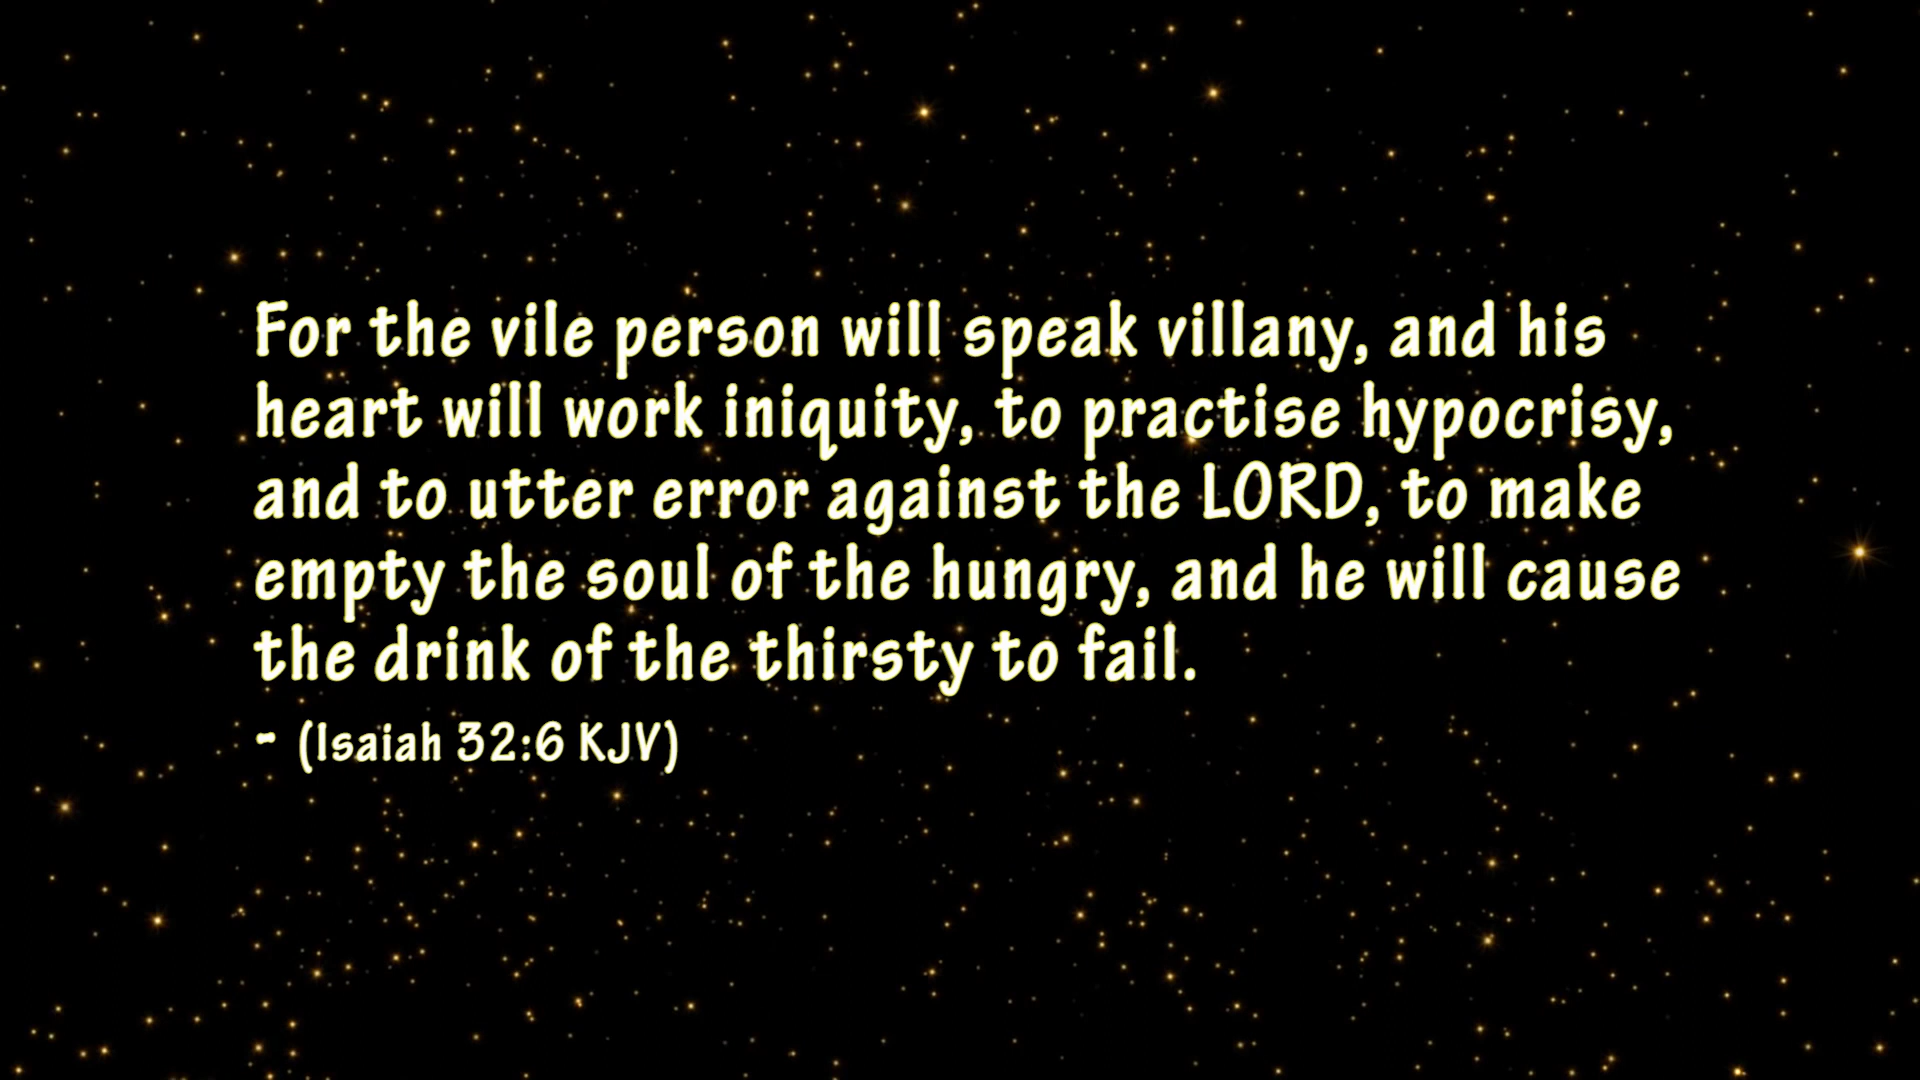 For the vile person will speak villany, and his
heart will work iniquity, to practise hypocrisy,
and to utter error against the LORD, to make
empty the soul of the hungry, and he will cause
the drink of the thirsty to fail.
- (Isaiah 32:6 KJV)